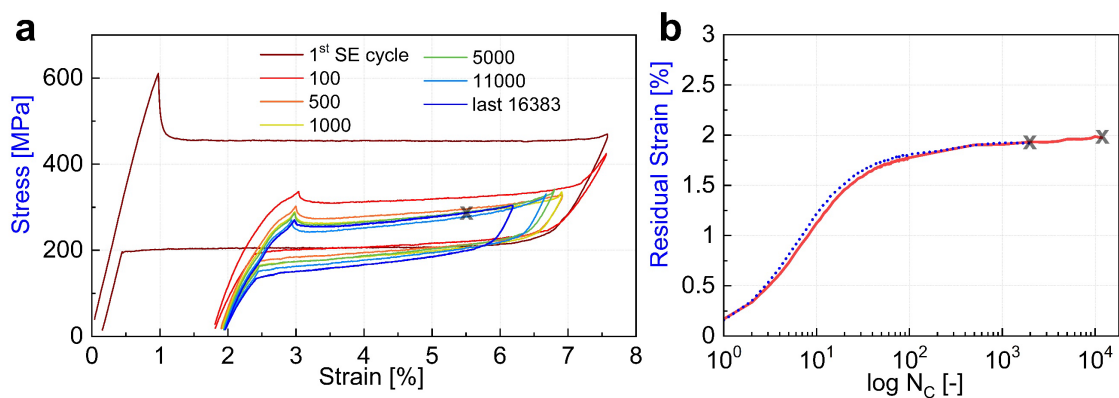 a
Stress [MPa]
600
400
200
0
0 1 2 3 4 5 6 7 8
Strain [%]
1st SE cycle
100
500
1000
5000
11000
last 16383
x
b
Residual Strain [%]
3
2.5
2
1.5
1
0.5
0
X X
10^0 10^1 10^2 10^3 10^4
log N_C [-]